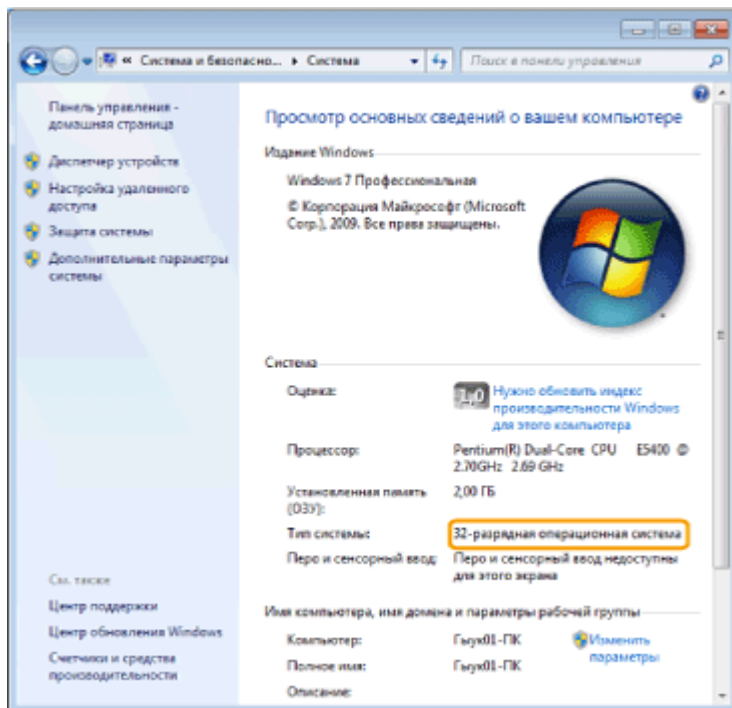 « Система и безопасно... ▸ Система
Поиск в панели управления
Панель управления -
домашняя страница
Диспетчер устройств
Настройка удаленного
доступа
Защита системы
Дополнительные параметры
системы
См. также
Центр поддержки
Центр обновления Windows
Счетчики и средства
производительности
Просмотр основных сведений о вашем компьютере
Издание Windows
Windows 7 Профессиональная
© Корпорация Майкрософт (Microsoft
Corp.), 2009. Все права защищены.
Система
Оценка:
1,0 Нужно обновить индекс
производительности Windows
для этого компьютера
Процессор: Pentium(R) Dual-Core CPU E5400 @
2.70GHz 2.69 GHz
Установленная память 2,00 ГБ
(ОЗУ):
Тип системы: 32-разрядная операционная система
Перо и сенсорный ввод: Перо и сенсорный ввод недоступны
для этого экрана
Имя компьютера, имя домена и параметры рабочей группы
Компьютер: Гыук01-ПК Изменить
параметры
Полное имя: Гыук01-ПК
Описание: